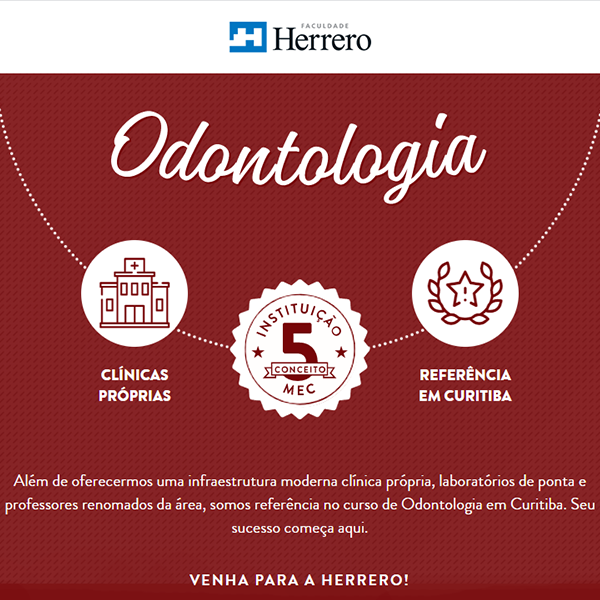 FACULDADE
Herrero
Odontologia
INSTITUIÇÃO
5
CONCEITO
MEC
CLÍNICAS
PRÓPRIAS
REFERÊNCIA
EM CURITIBA
Além de oferecermos uma infraestrutura moderna clínica própria, laboratórios de ponta e
professores renomados da área, somos referência no curso de Odontologia em Curitiba. Seu
sucesso começa aqui.
VENHA PARA A HERRERO!